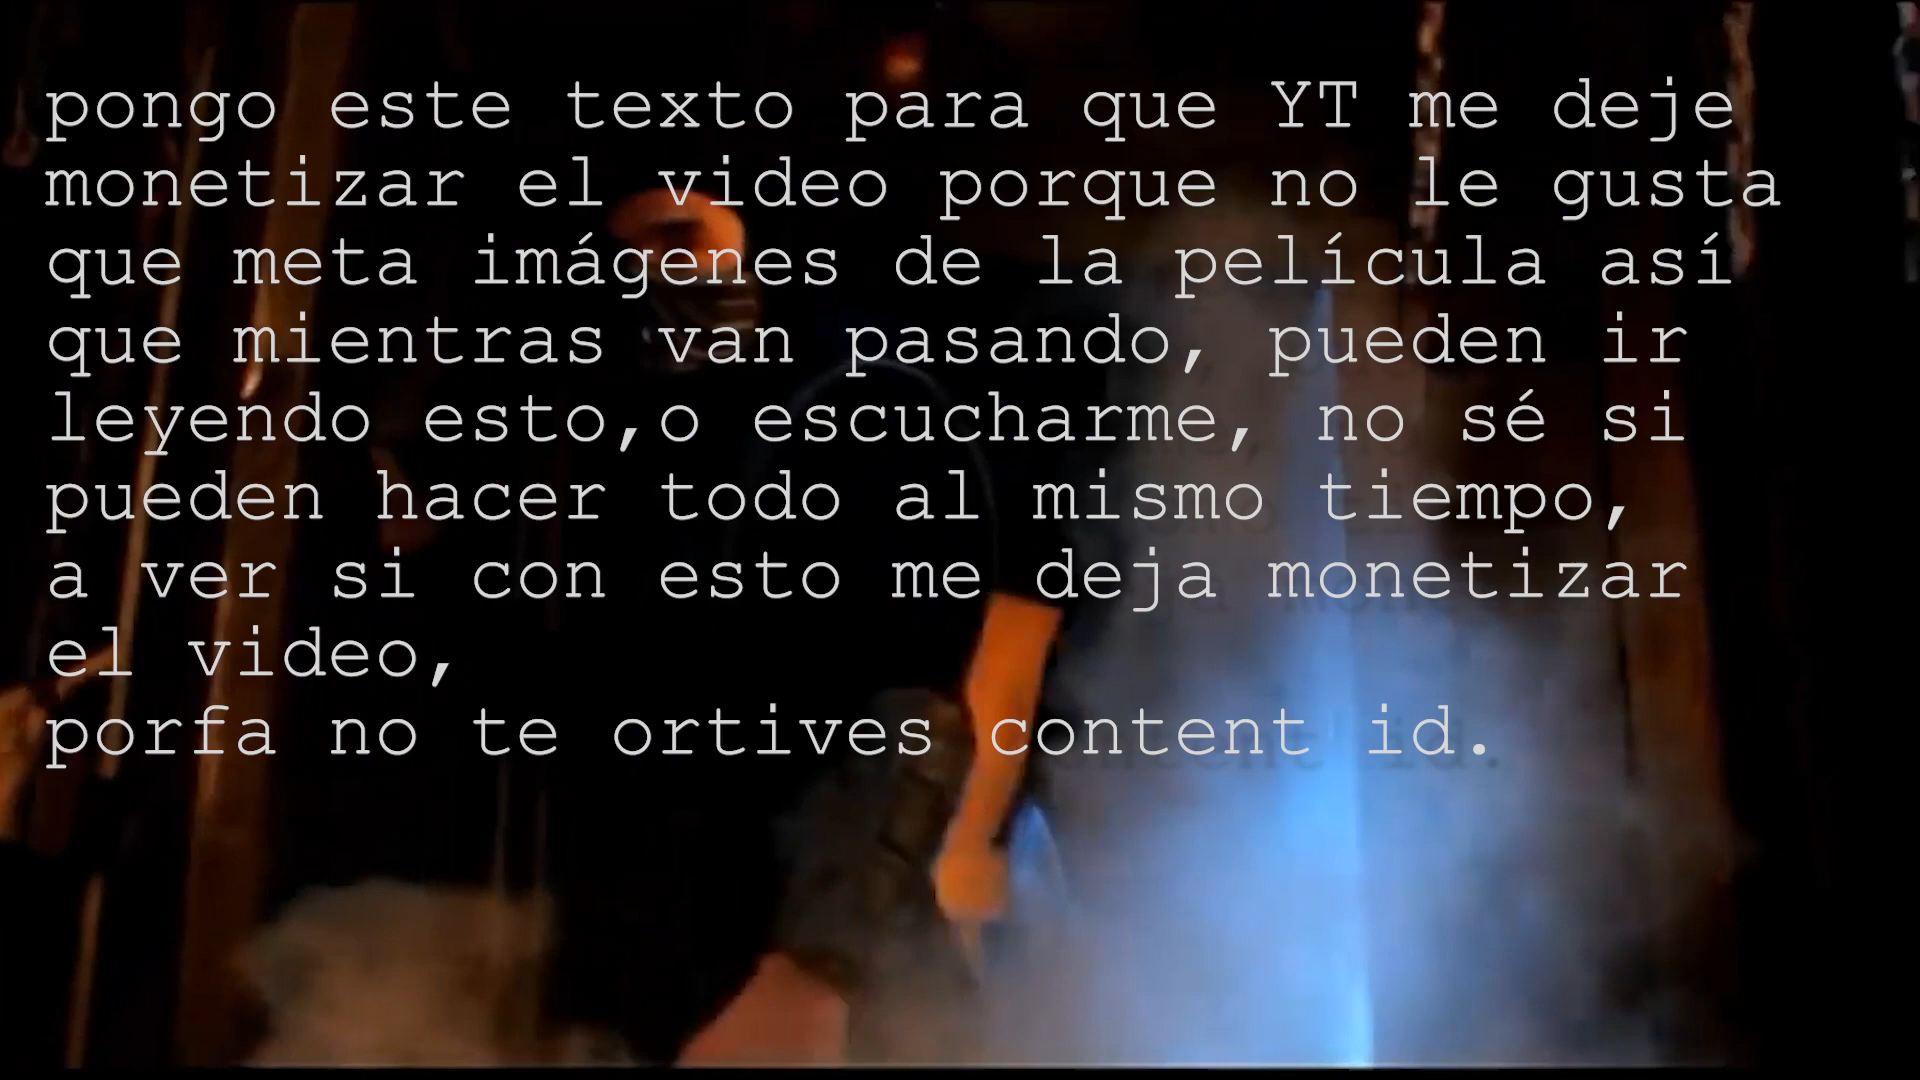 pongo este texto para que YT me deje
monetizar el video porque no le gusta
que meta imágenes de la película así
que mientras van pasando, pueden ir
leyendo esto,o escucharme, no sé si
pueden hacer todo al mismo tiempo,
a ver si con esto me deja monetizar
el video,
porfa no te ortives content id.